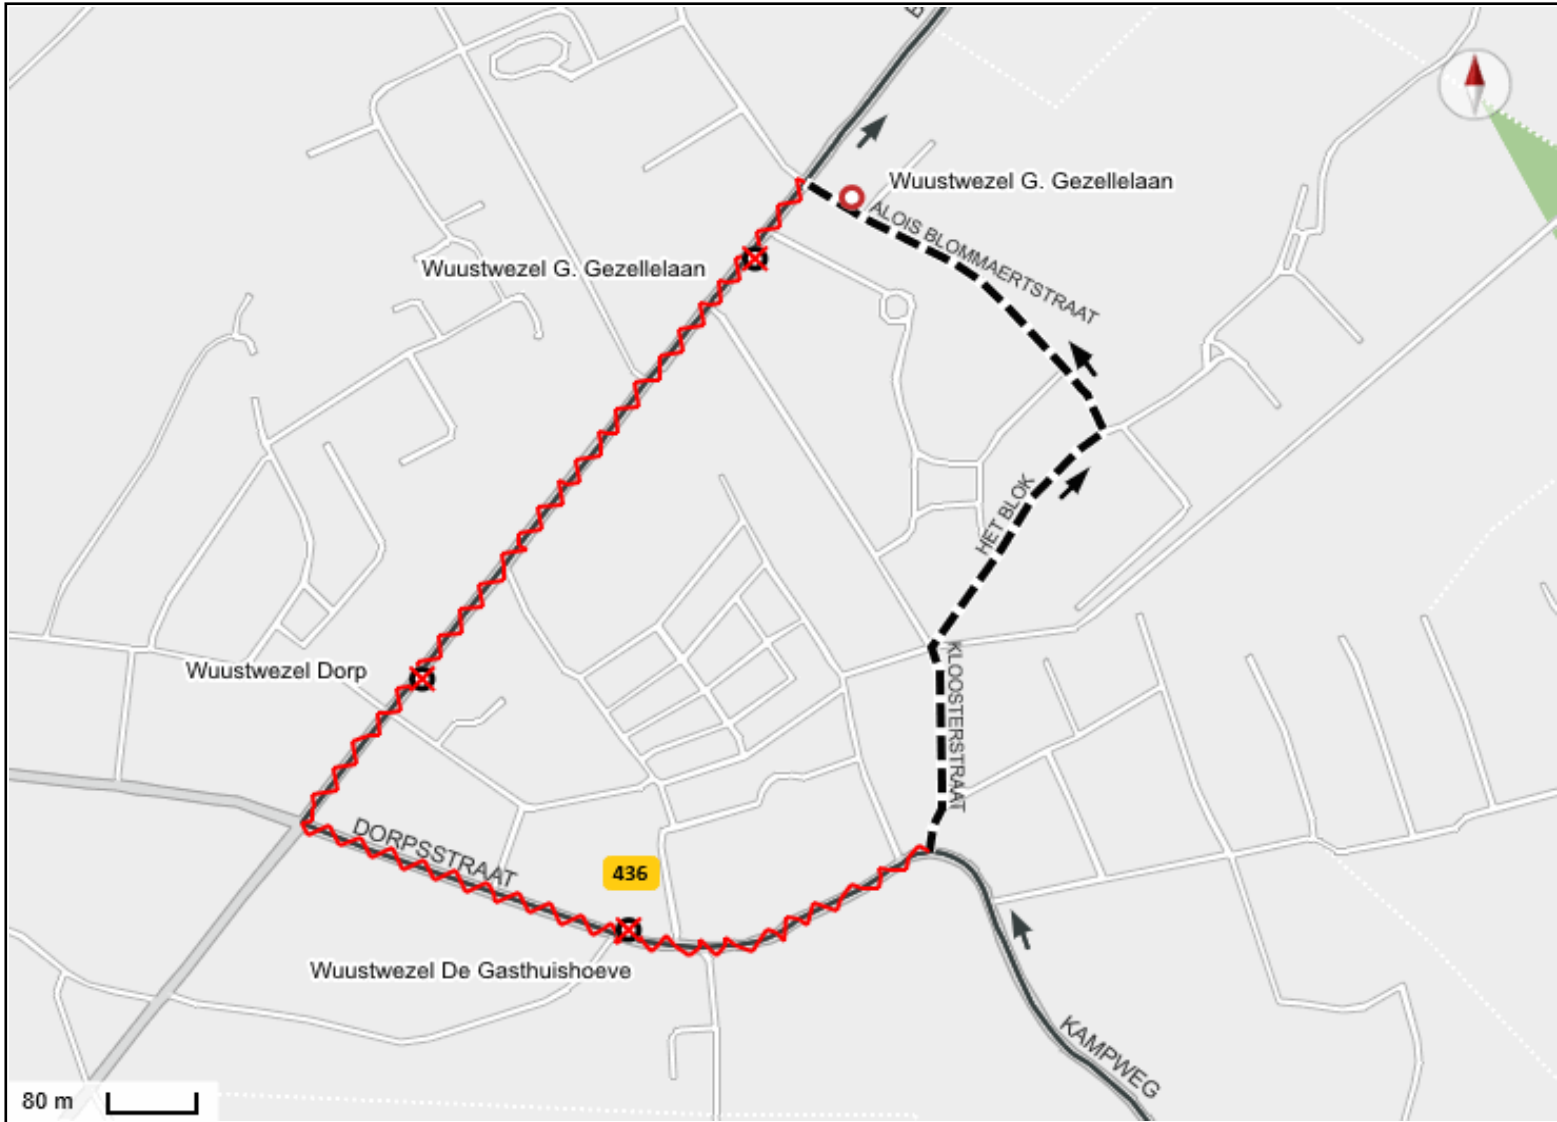 Wuustwezel G. Gezellelaan
ALOIS BLOMMAERTSTRAAT
Wuustwezel G. Gezellelaan
HET BLOK
Wuustwezel Dorp
KLOOSTERSTRAAT
DORPSSTRAAT
436
Wuustwezel De Gasthuishoeve
KAMPWEG
80 m